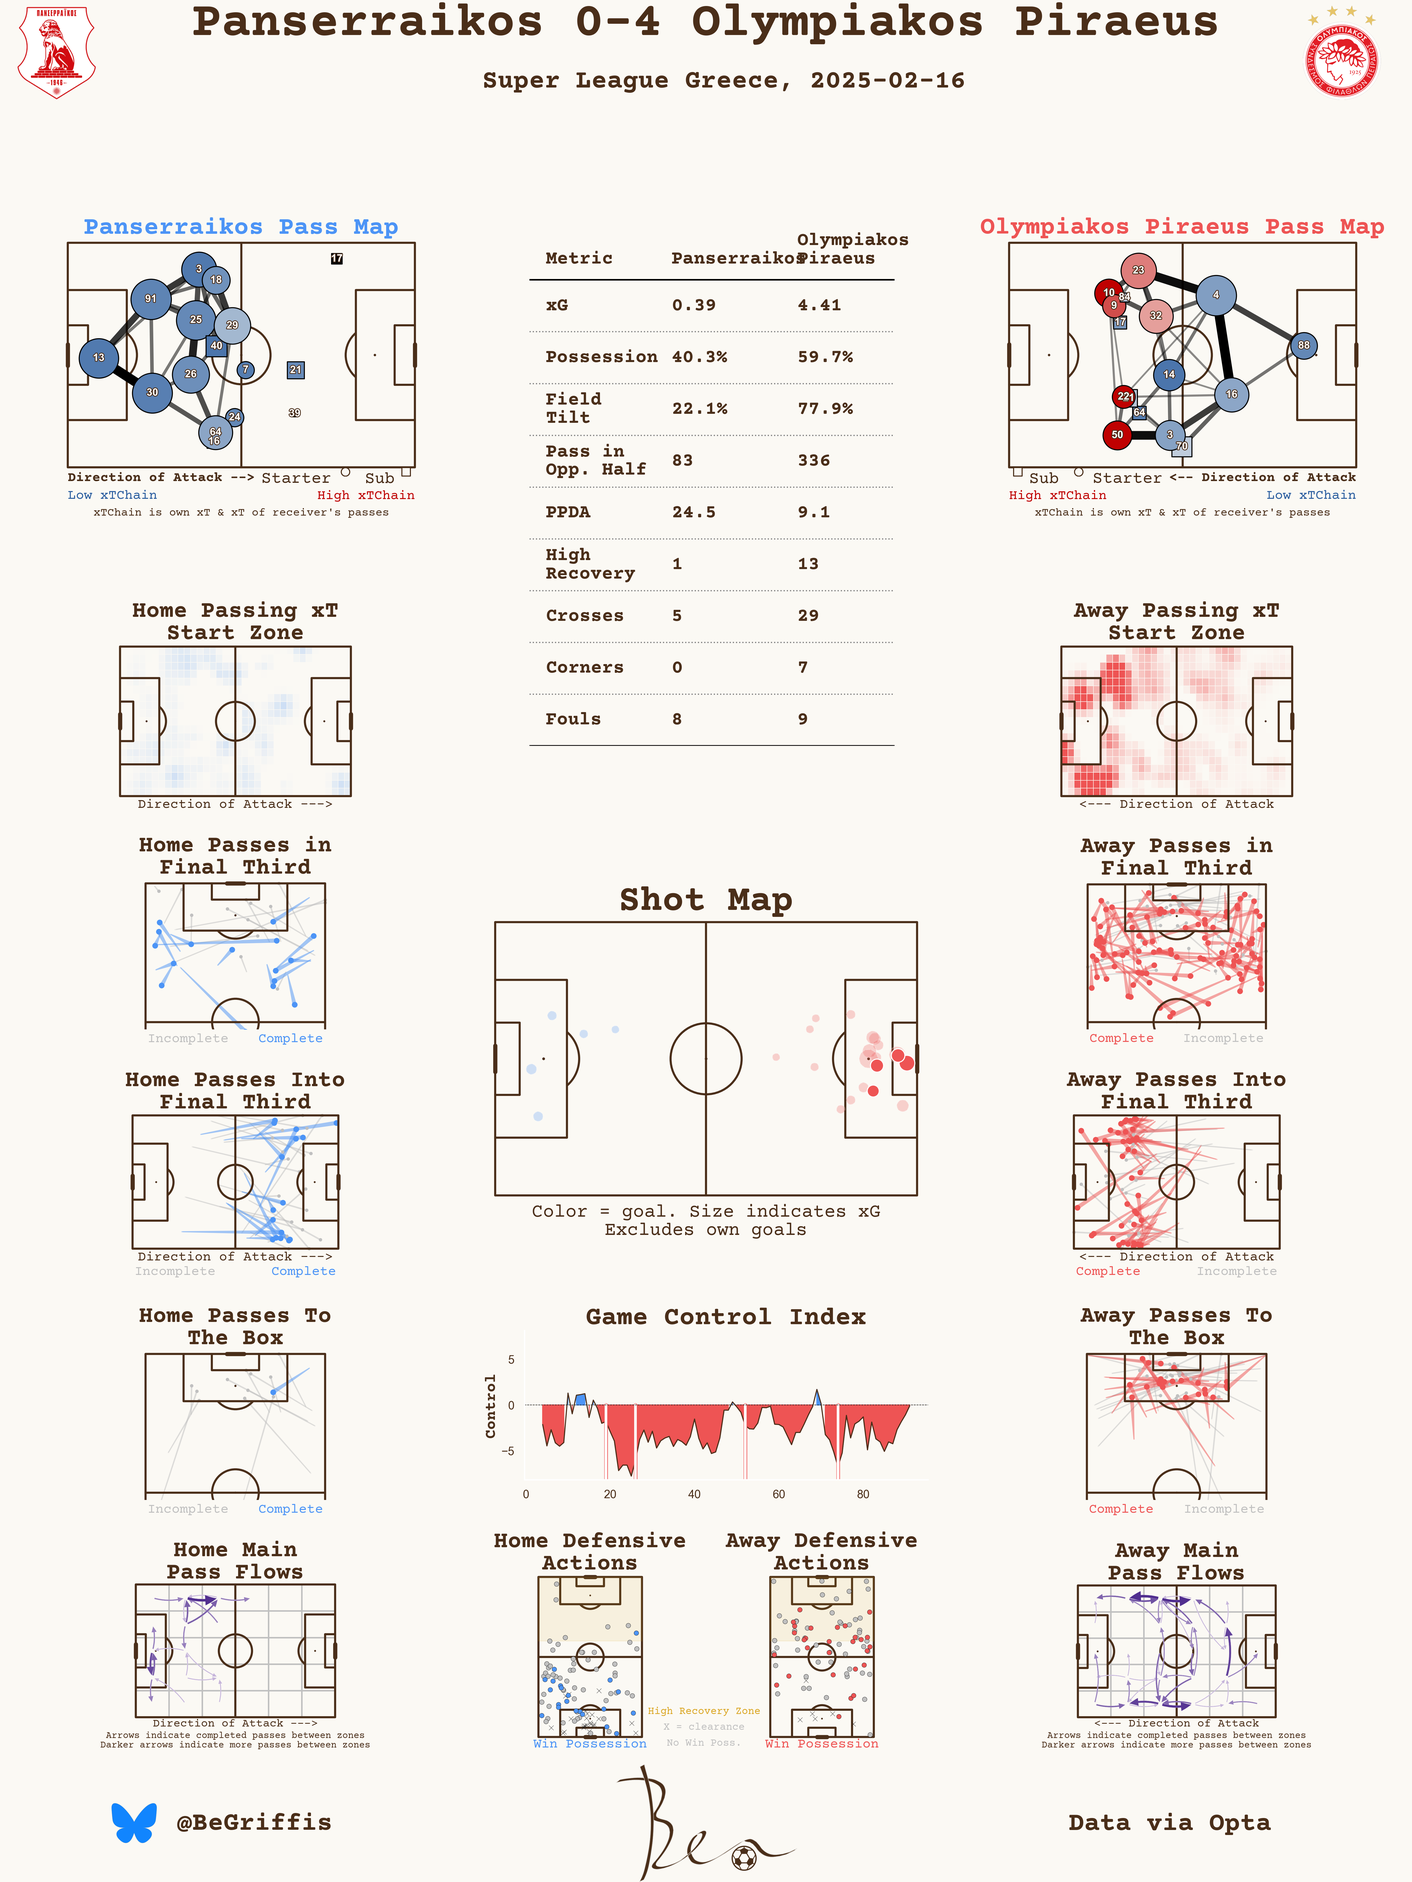 Panserraikos 0-4 Olympiakos Piraeus
Super League Greece, 2025-02-16
ΠΑΝΣΕΡΡΑΪΚΟΣ
1946
1925
Panserraikos Pass Map
3
18
91
25
29
40
13
7
26
21
30
24
39
64
16
17
Direction of Attack --> Starter Sub
Low xTChain High xTChain
xTChain is own xT & xT of receiver's passes
Metric Panserraikos Olympiakos Piraeus
xG 0.39 4.41
Possession 40.3% 59.7%
Field Tilt 22.1% 77.9%
Pass in Opp. Half 83 336
PPDA 24.5 9.1
High Recovery 1 13
Crosses 5 29
Corners 0 7
Fouls 8 9
Olympiakos Piraeus Pass Map
23
10
84
9
4
32
17
88
14
22
16
64
50
3
70
Sub Starter <-- Direction of Attack
High xTChain Low xTChain
xTChain is own xT & xT of receiver's passes
Home Passing xT
Start Zone
Direction of Attack --->
Away Passing xT
Start Zone
<--- Direction of Attack
Home Passes in
Final Third
Incomplete Complete
Away Passes in
Final Third
Complete Incomplete
Shot Map
Color = goal. Size indicates xG
Excludes own goals
Home Passes Into
Final Third
Direction of Attack --->
Incomplete Complete
Away Passes Into
Final Third
<--- Direction of Attack
Complete Incomplete
Home Passes To
The Box
Incomplete Complete
Game Control Index
Control
5
0
−5
0 20 40 60 80
Away Passes To
The Box
Complete Incomplete
Home Main
Pass Flows
Direction of Attack --->
Arrows indicate completed passes between zones
Darker arrows indicate more passes between zones
Home Defensive
Actions
Win Possession
Away Defensive
Actions
Win Possession
High Recovery Zone
X = clearance
No Win Poss.
Away Main
Pass Flows
<--- Direction of Attack
Arrows indicate completed passes between zones
Darker arrows indicate more passes between zones
@BeGriffis
Ben
Data via Opta